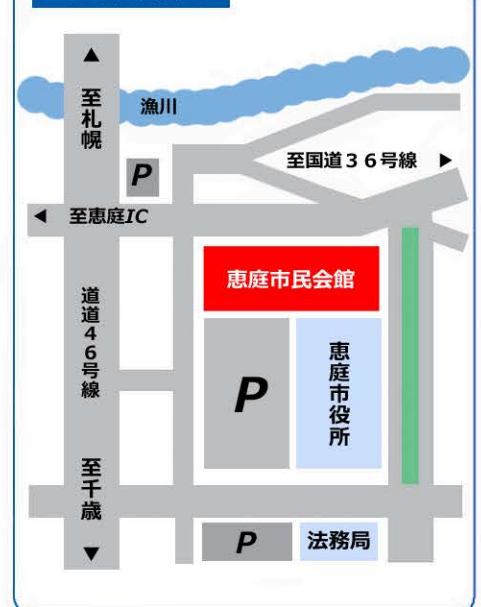 ▲
至札幌
漁川
P
至国道36号線 ▶
◀ 至恵庭IC
恵庭市民会館
道道46号線
P
恵庭市役所
至千歳
▼
P
法務局